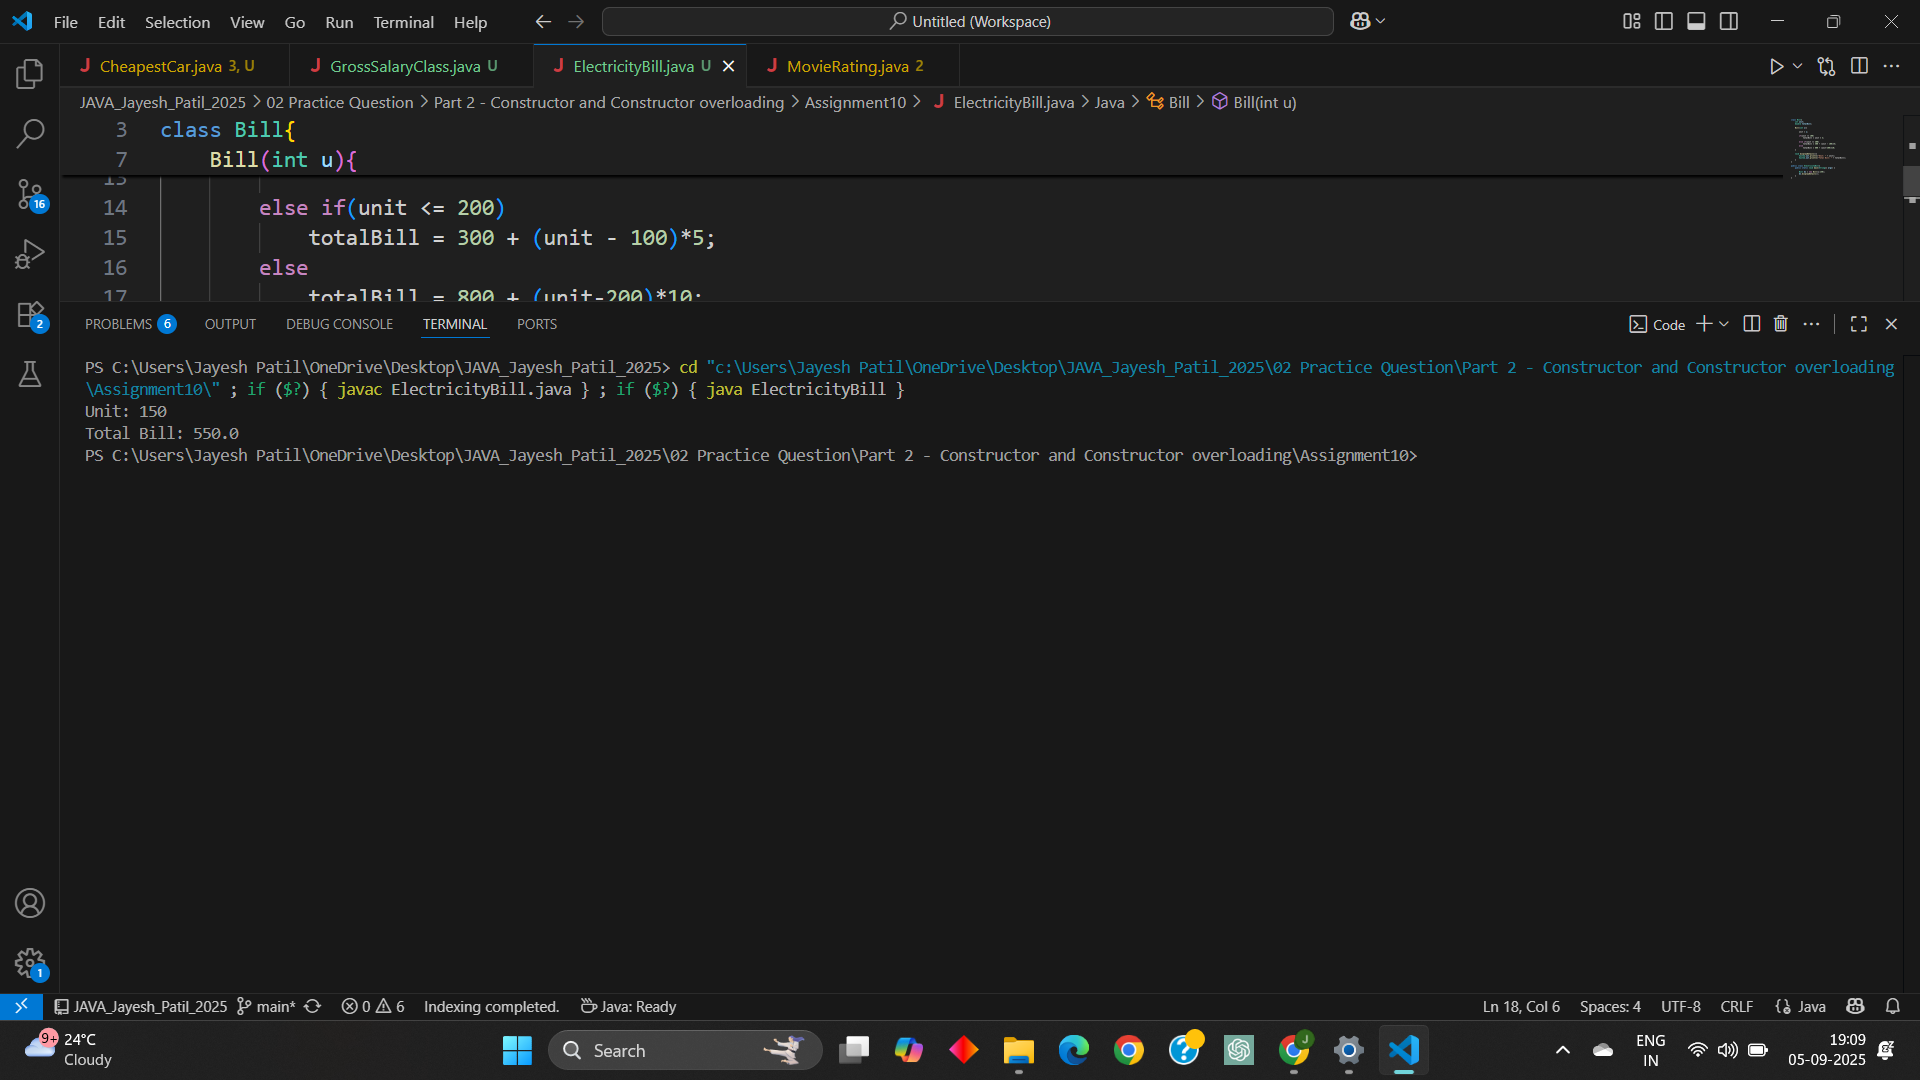 File Edit Selection View Go Run Terminal Help Untitled (Workspace)
CheapestCar.java 3, U GrossSalaryClass.java U ElectricityBill.java U MovieRating.java 2
JAVA_Jayesh_Patil_2025 > 02 Practice Question > Part 2 - Constructor and Constructor overloading > Assignment10 > ElectricityBill.java > Java > Bill > Bill(int u)
3 class Bill{
7 Bill(int u){
13
14 else if(unit <= 200)
15 totalBill = 300 + (unit - 100)*5;
16 else
17 totalBill = 800 + (unit-200)*10;
16
2
PROBLEMS 6 OUTPUT DEBUG CONSOLE TERMINAL PORTS Code
PS C:\Users\Jayesh Patil\OneDrive\Desktop\JAVA_Jayesh_Patil_2025> cd "c:\Users\Jayesh Patil\OneDrive\Desktop\JAVA_Jayesh_Patil_2025\02 Practice Question\Part 2 - Constructor and Constructor overloading
\Assignment10\" ; if ($?) { javac ElectricityBill.java } ; if ($?) { java ElectricityBill }
Unit: 150
Total Bill: 550.0
PS C:\Users\Jayesh Patil\OneDrive\Desktop\JAVA_Jayesh_Patil_2025\02 Practice Question\Part 2 - Constructor and Constructor overloading\Assignment10>
1
JAVA_Jayesh_Patil_2025 main* 0 6 Indexing completed. Java: Ready Ln 18, Col 6 Spaces: 4 UTF-8 CRLF Java
9+ 24°C
Cloudy
Search
J
ENG
IN
19:09
05-09-2025